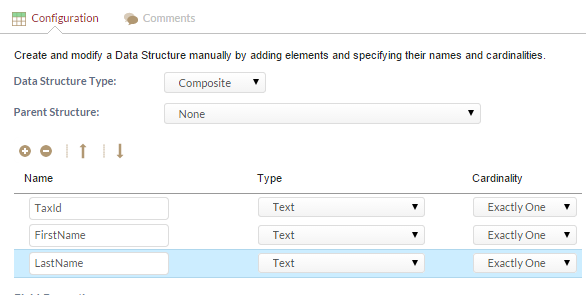 Configuration Comments
Create and modify a Data Structure manually by adding elements and specifying their names and cardinalities.
Data Structure Type: Composite
Parent Structure: None
Name Type Cardinality
TaxId Text Exactly One
FirstName Text Exactly One
LastName Text Exactly One